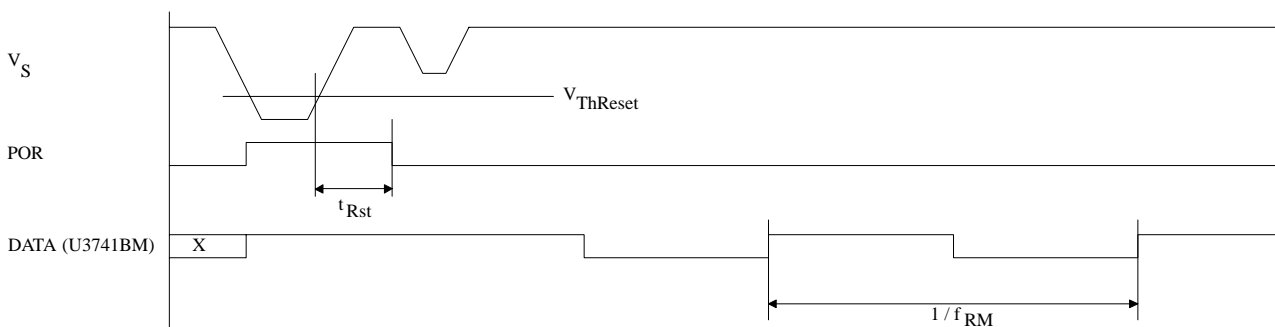 V_S
V_ThReset
POR
t_Rst
DATA (U3741BM)
X
1 / f_RM